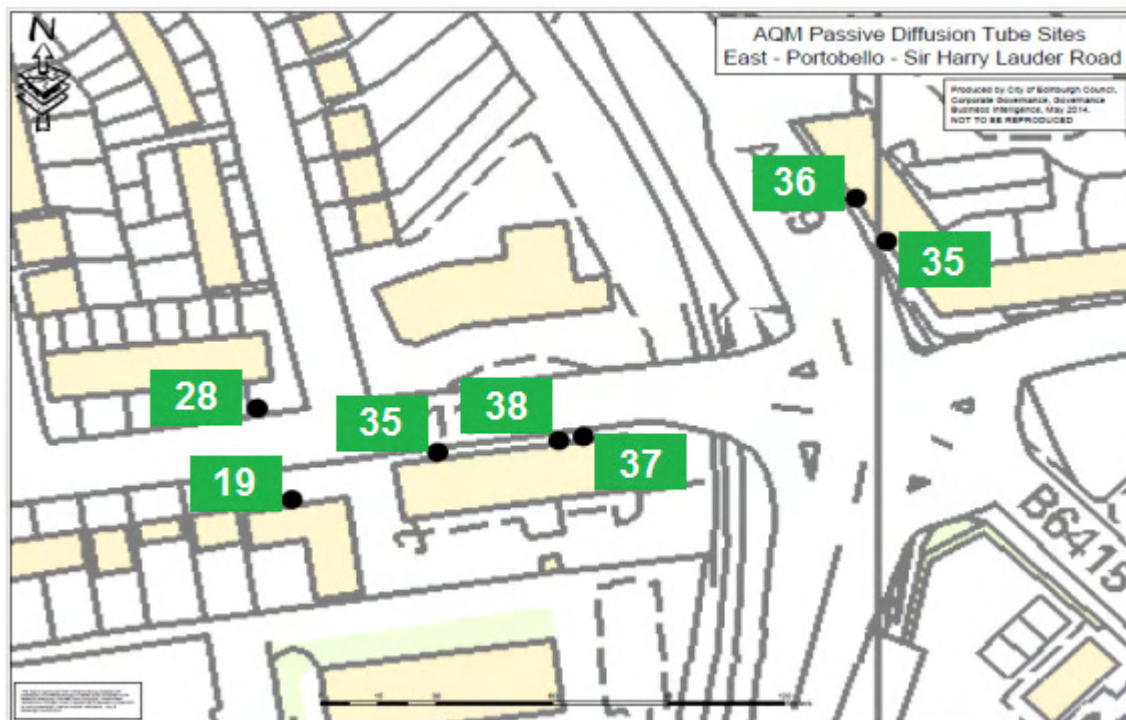 N
AQM Passive Diffusion Tube Sites
East - Portobello - Sir Harry Lauder Road
Produced by City of Edinburgh Council,
Corporate Governance, Governance
Business Intelligence, May 2014.
NOT TO BE REPRODUCED
36
35
28
35
38
37
19
B6415